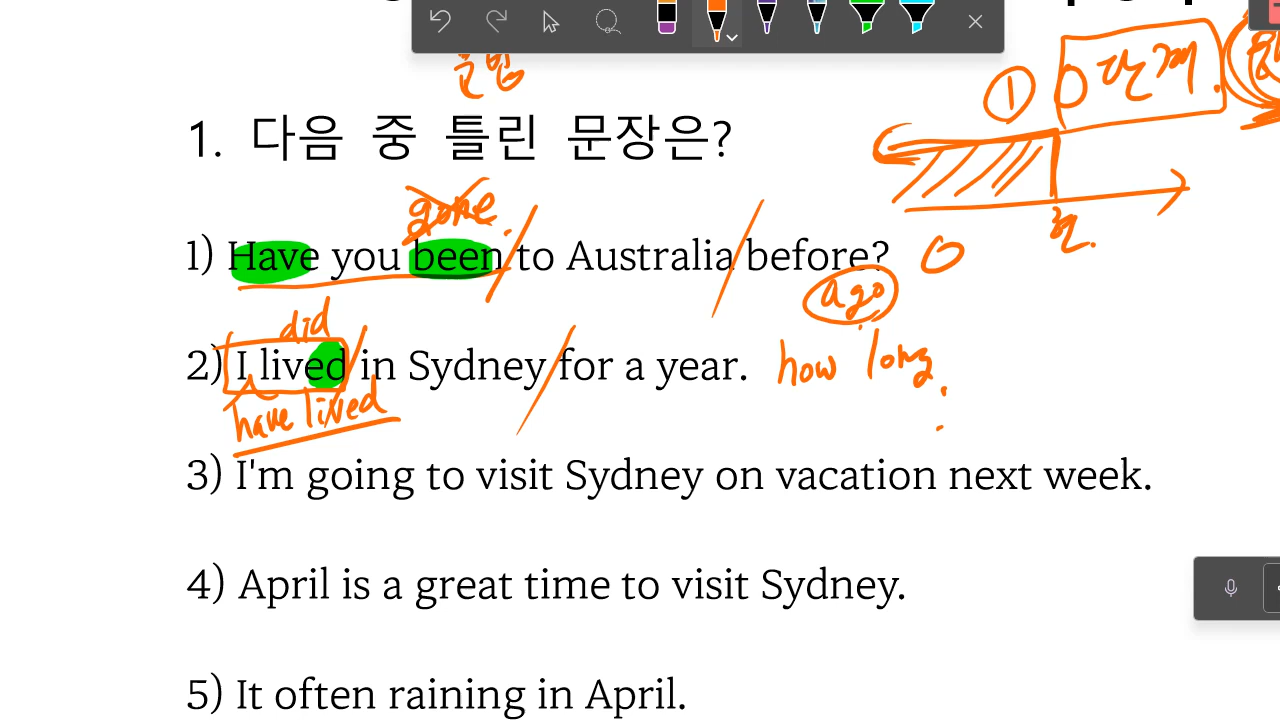 문법
① 단어
1. 다음 중 틀린 문장은?
gone
1) Have you been to Australia before?
ago
did
2) I lived in Sydney for a year. how long
have lived
3) I'm going to visit Sydney on vacation next week.
4) April is a great time to visit Sydney.
5) It often raining in April.